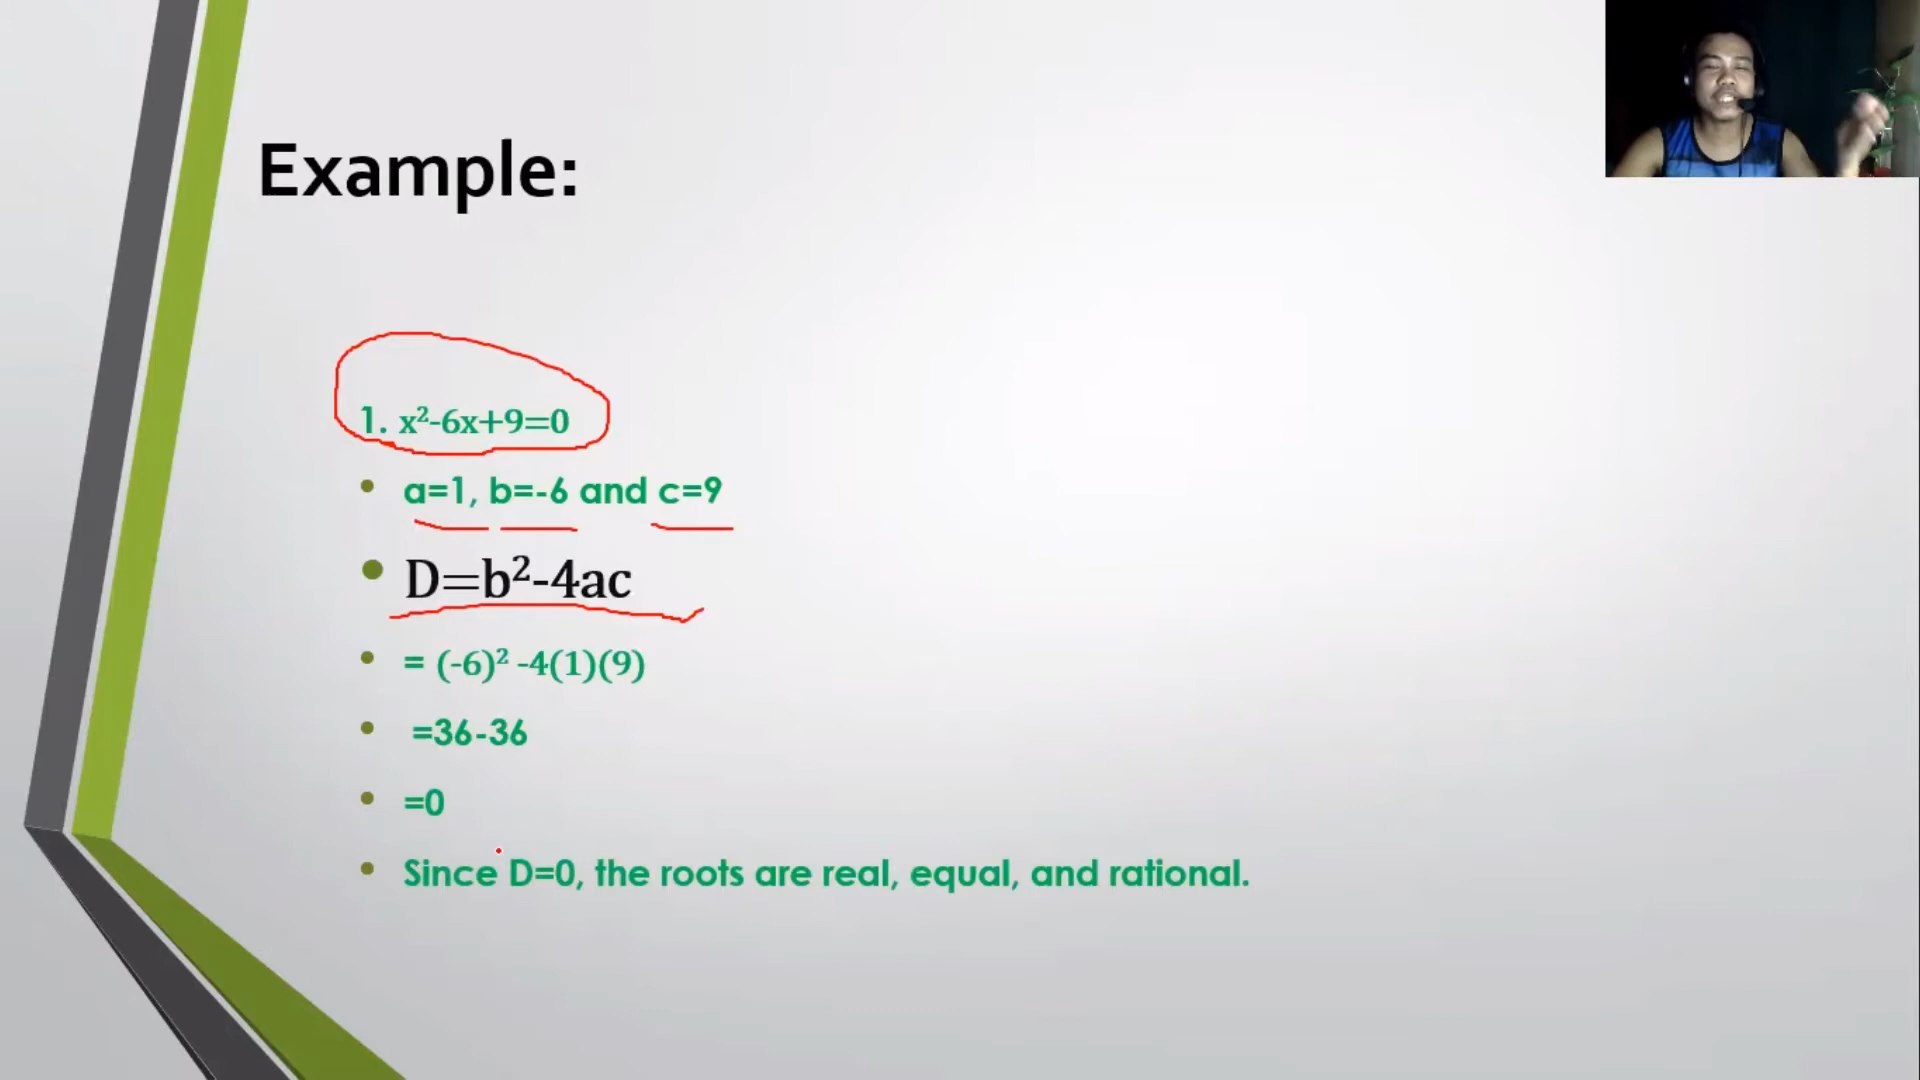 Example:
1. x²-6x+9=0
a=1, b=-6 and c=9
D=b²-4ac
= (-6)² -4(1)(9)
=36-36
=0
Since D=0, the roots are real, equal, and rational.